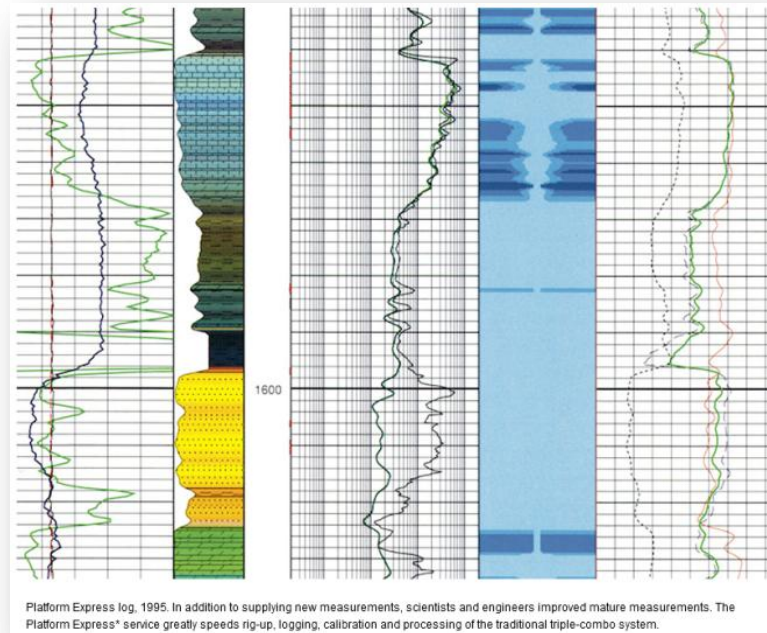 1600
Platform Express log, 1995. In addition to supplying new measurements, scientists and engineers improved mature measurements. The
Platform Express* service greatly speeds rig-up, logging, calibration and processing of the traditional triple-combo system.